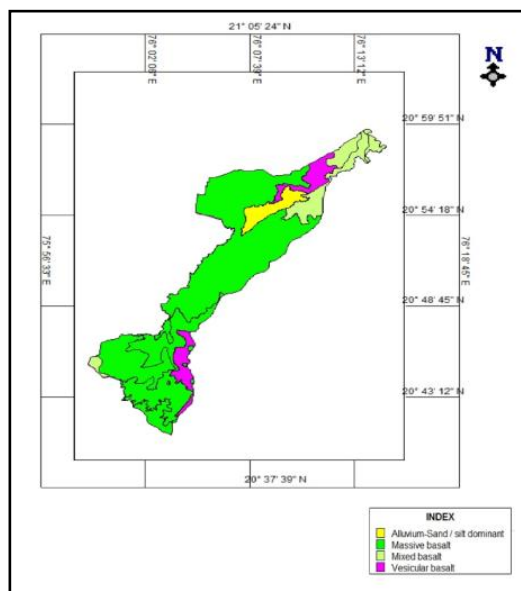 21° 05' 24" N
76° 02' 06" E
76° 07' 39" E
76° 13' 12" E
N
20° 59' 51" N
20° 54' 18" N
75° 56' 33" E
76° 18' 45" E
20° 48' 45" N
20° 43' 12" N
20° 37' 39" N
INDEX
Alluvium-Sand / silt dominant
Massive basalt
Mixed basalt
Vesicular basalt